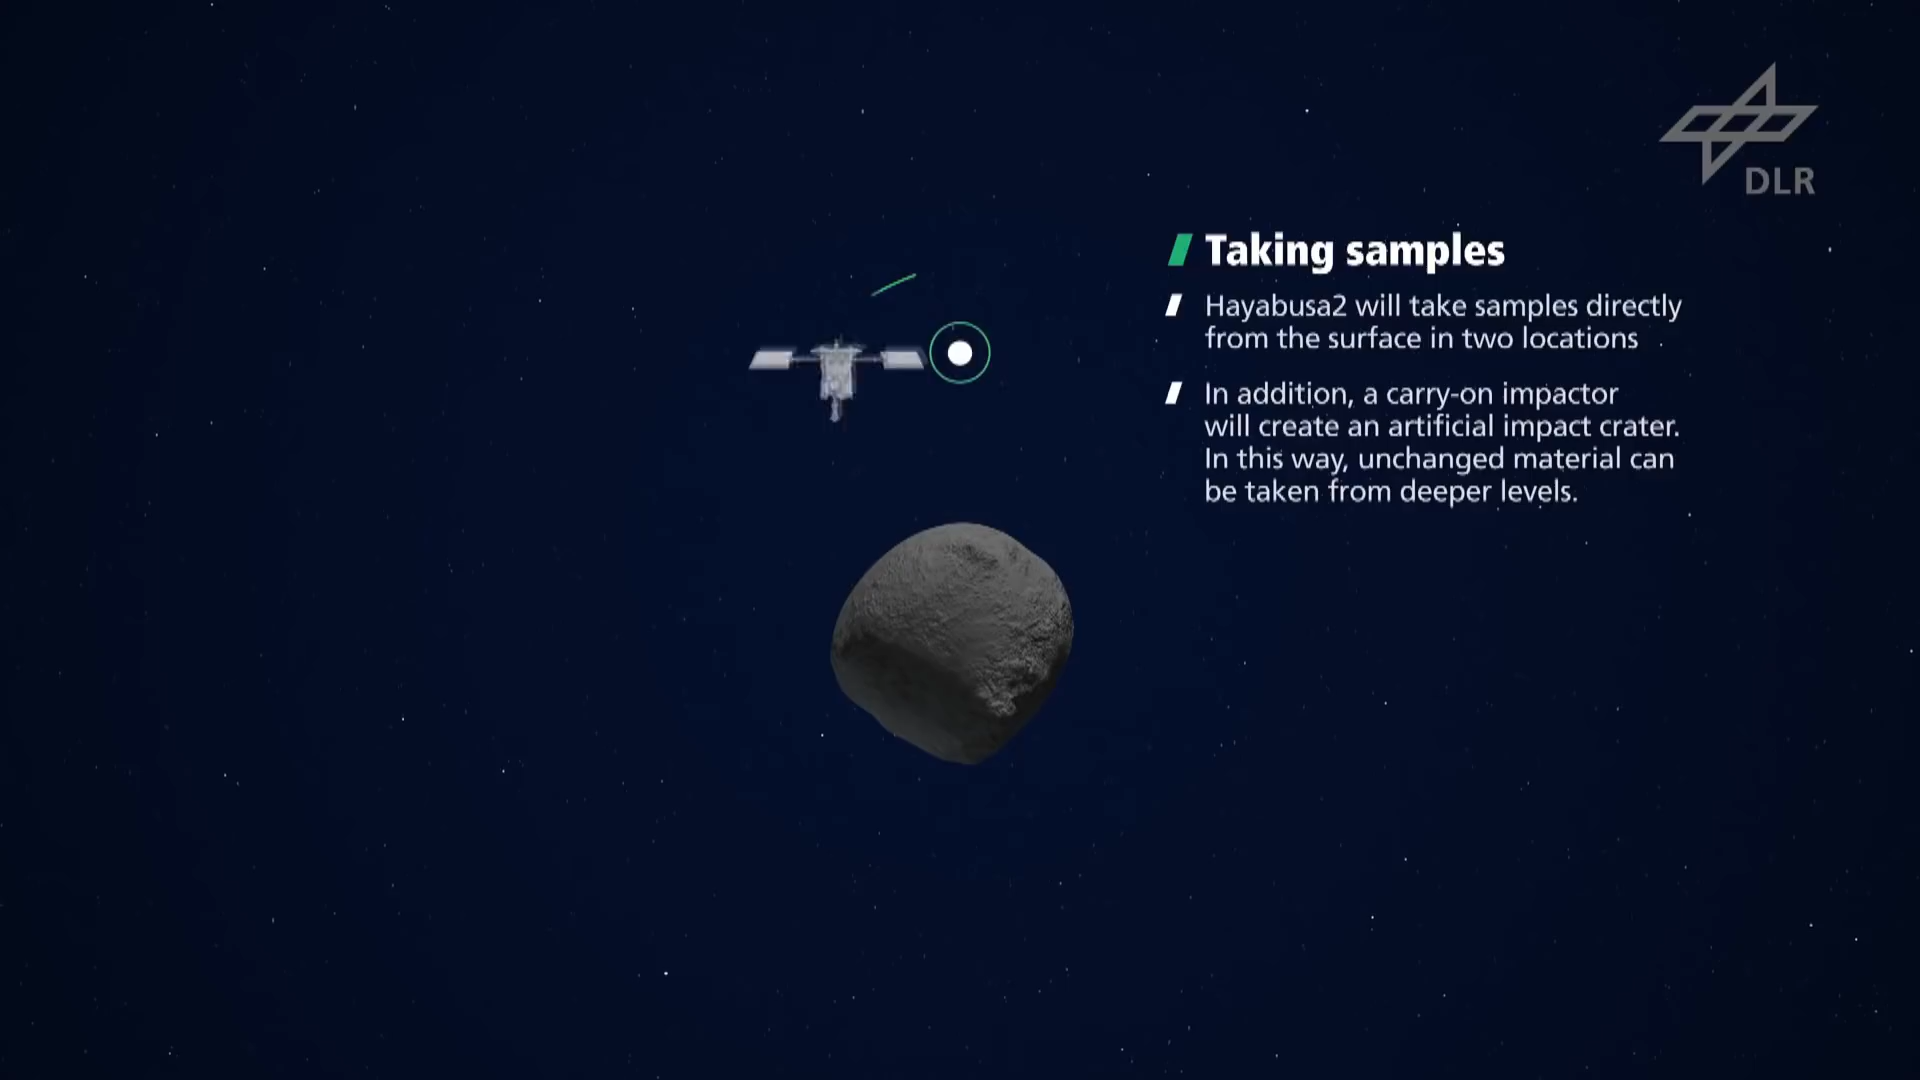 DLR
Taking samples
Hayabusa2 will take samples directly
from the surface in two locations
In addition, a carry-on impactor
will create an artificial impact crater.
In this way, unchanged material can
be taken from deeper levels.